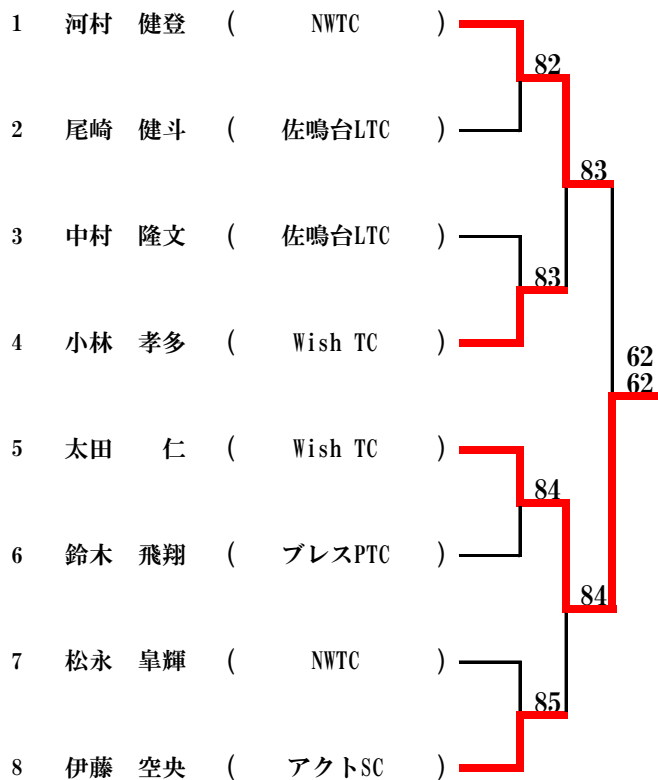 1 河村 健登 ( NWTC )
82
2 尾崎 健斗 ( 佐鳴台LTC )
83
3 中村 隆文 ( 佐鳴台LTC )
83
4 小林 孝多 ( Wish TC )
62
62
5 太田 仁 ( Wish TC )
84
6 鈴木 飛翔 ( ブレスPTC )
84
7 松永 皐輝 ( NWTC )
85
8 伊藤 空央 ( アクトSC )